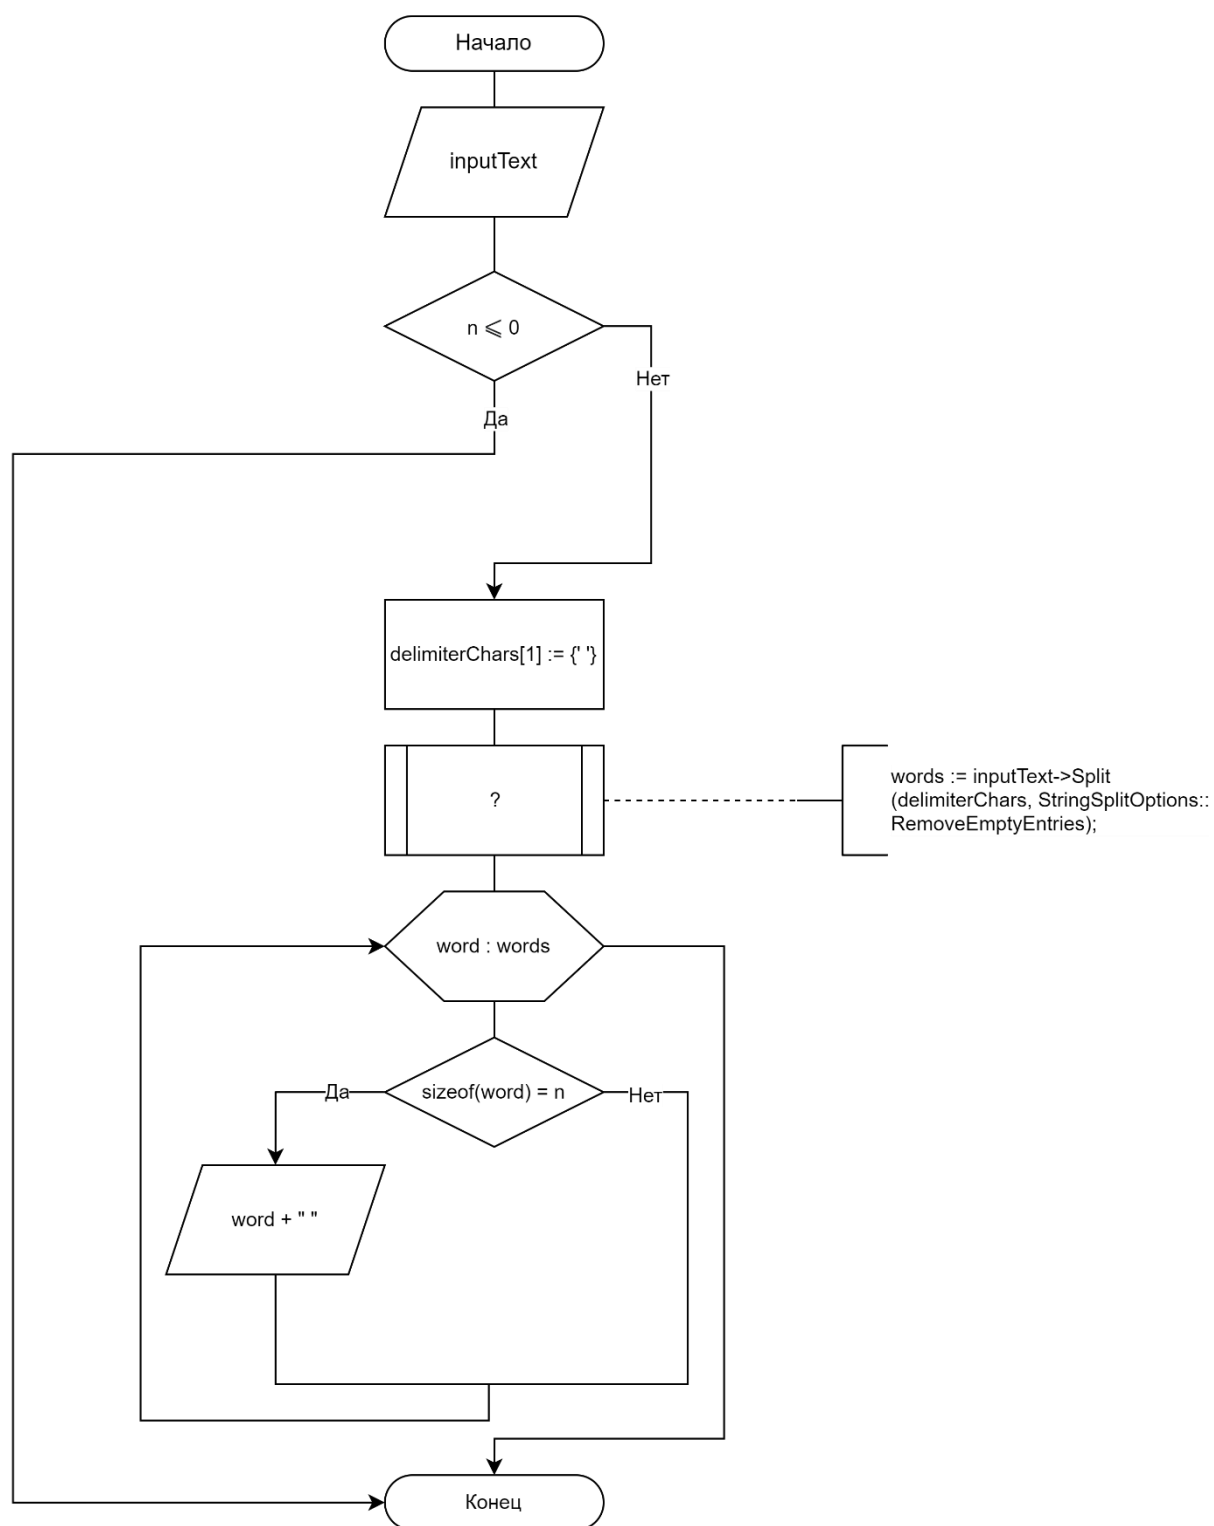 Начало
inputText
n ⩽ 0
Нет
Да
delimiterChars[1] := {' '}
?
words := inputText->Split
(delimiterChars, StringSplitOptions::
RemoveEmptyEntries);
word : words
Да
sizeof(word) = n
Нет
word + " "
Конец